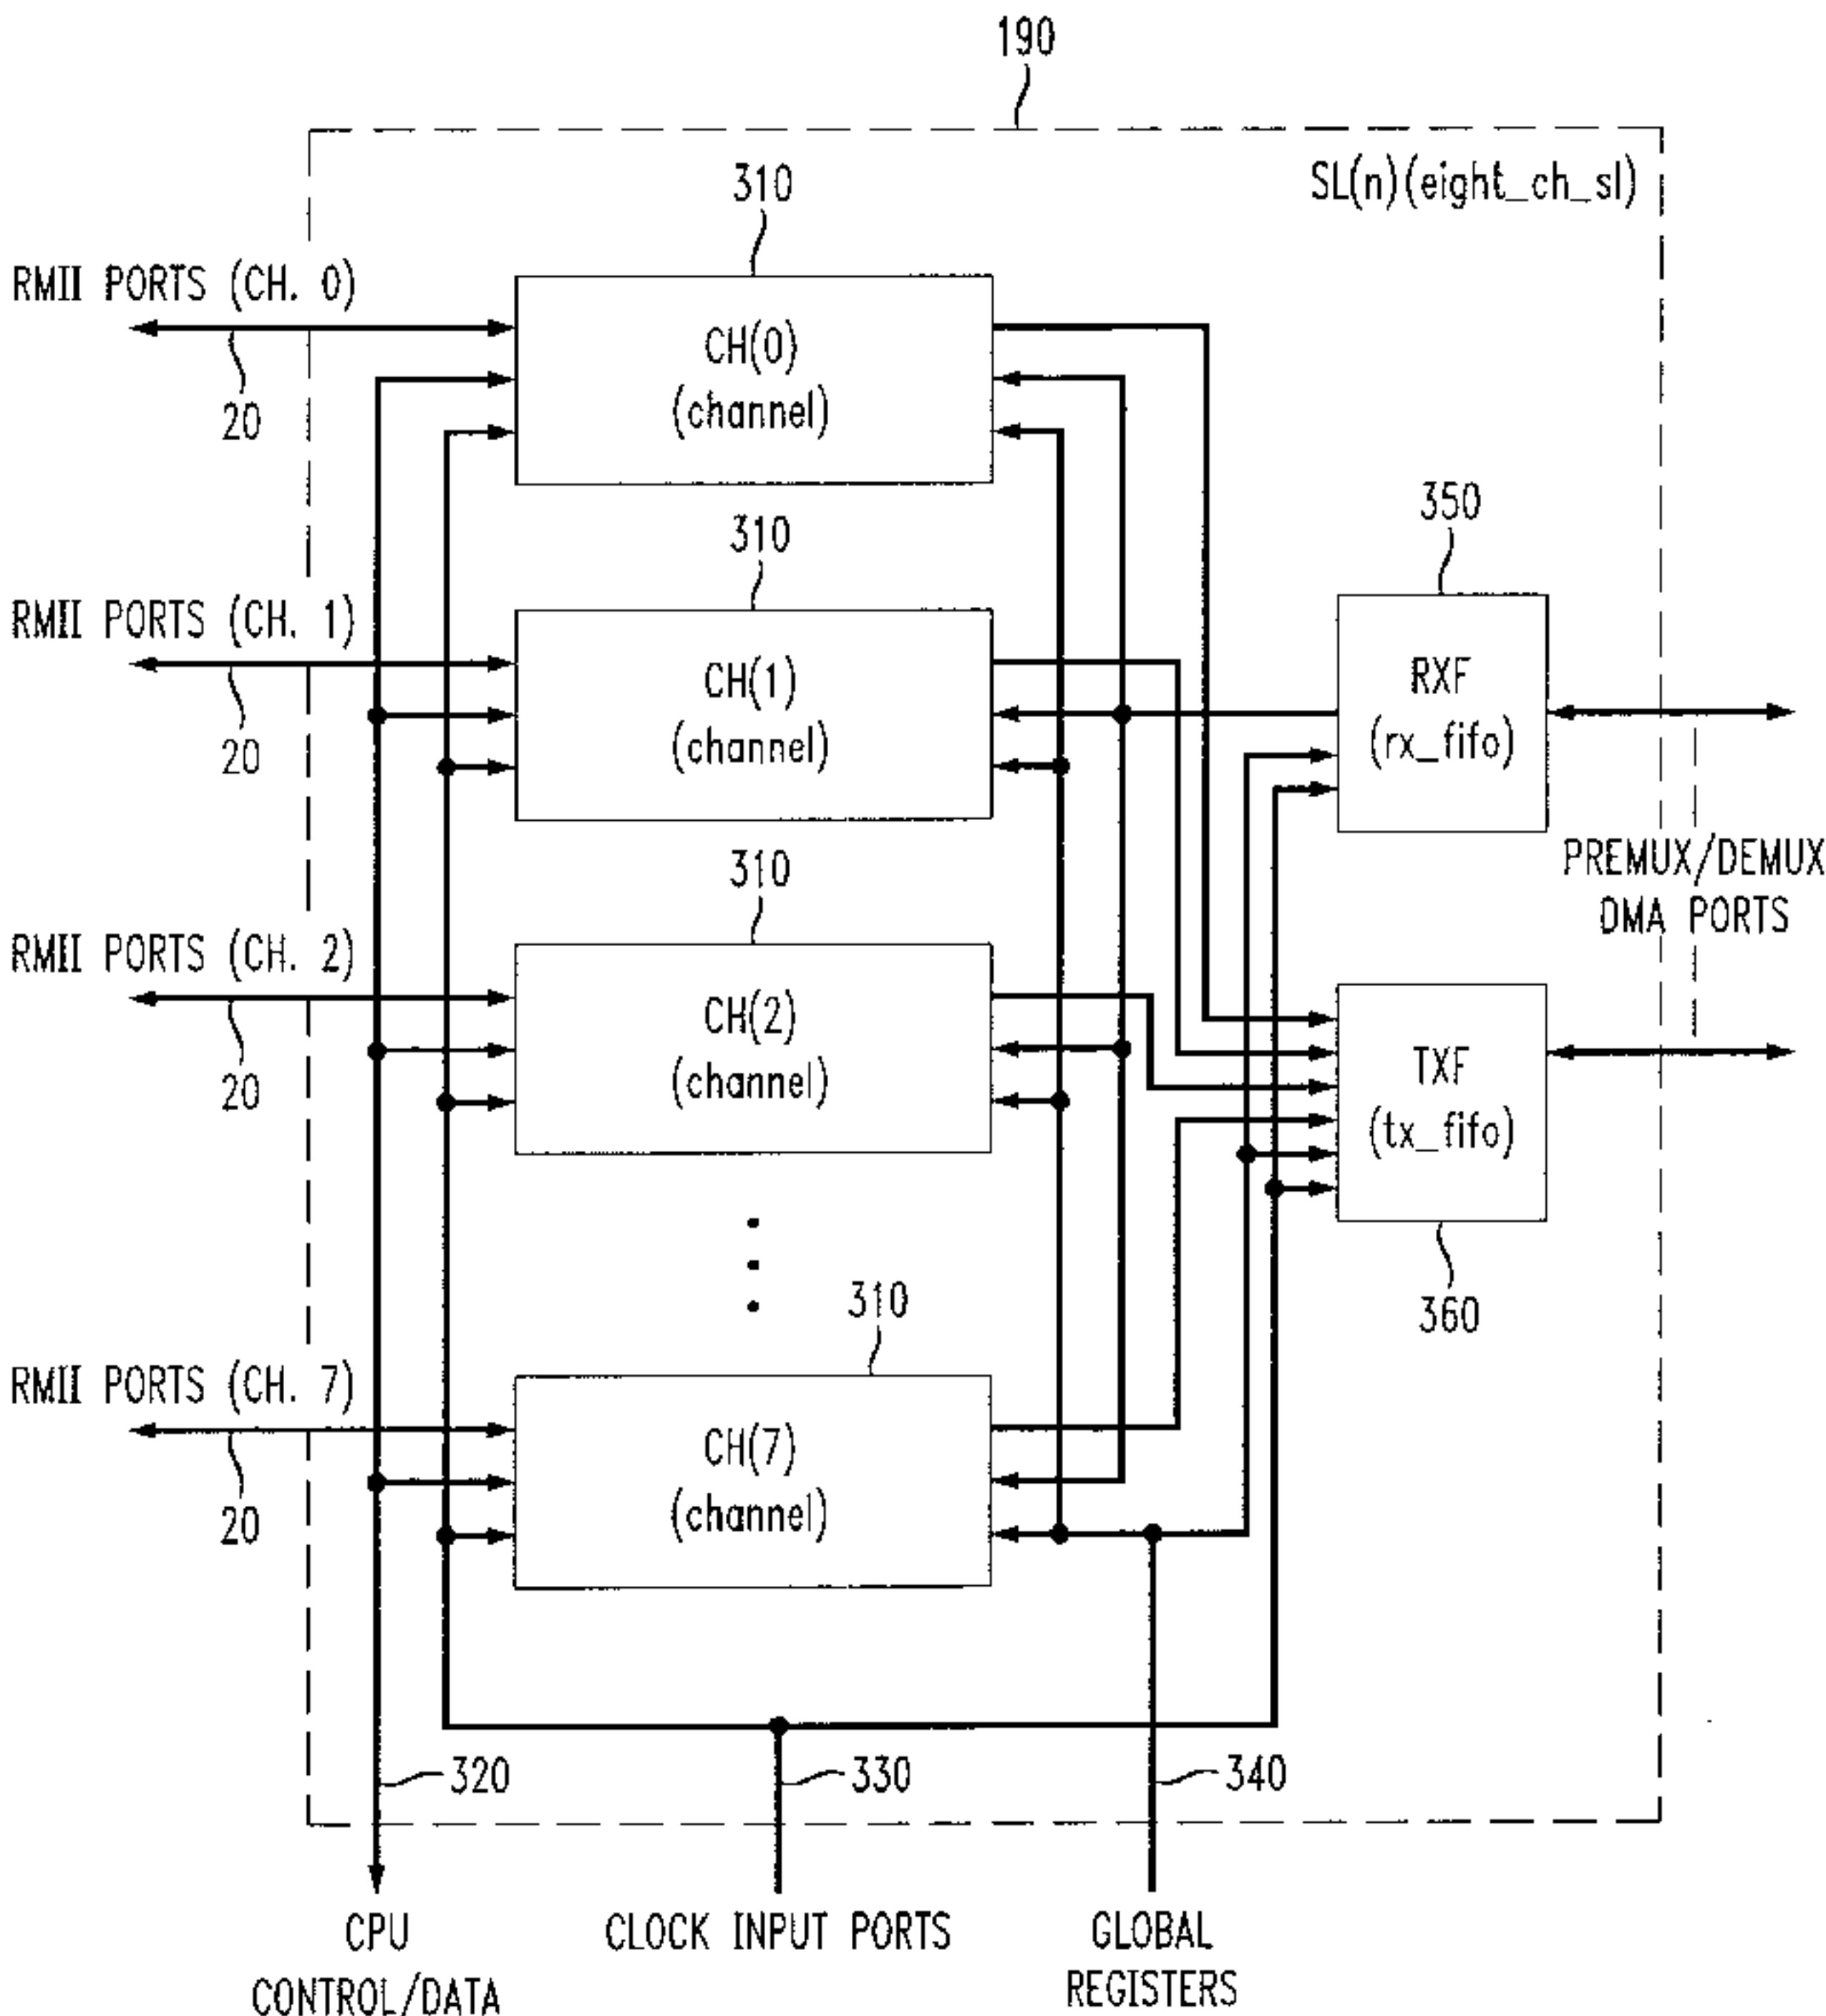 190
SL(n)(eight_ch_sl)
310
RMII PORTS (CH. 0)
20
CH(0)
(channel)
310
RMII PORTS (CH. 1)
20
CH(1)
(channel)
350
RXF
(rx_fifo)
PREMUX/DEMUX
DMA PORTS
310
RMII PORTS (CH. 2)
20
CH(2)
(channel)
TXF
(tx_fifo)
360
310
RMII PORTS (CH. 7)
20
CH(7)
(channel)
320
330
340
CPU
CONTROL/DATA
CLOCK INPUT PORTS
GLOBAL
REGISTERS